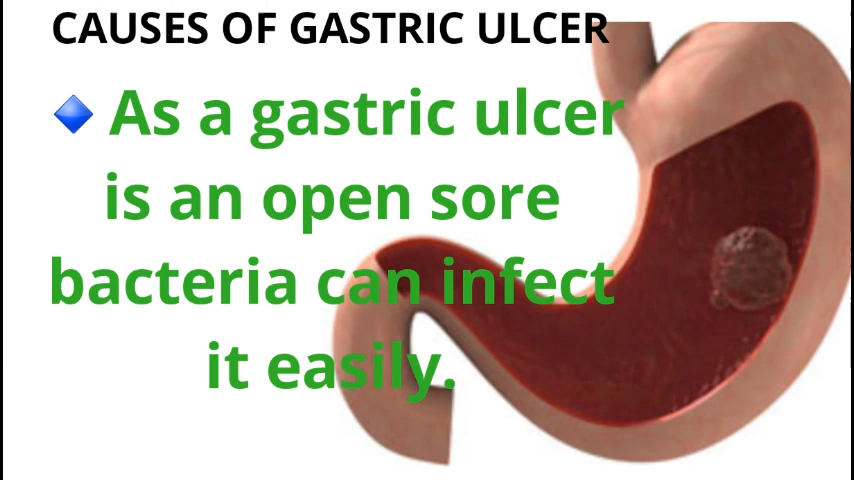 CAUSES OF GASTRIC ULCER
As a gastric ulcer
is an open sore
bacteria can infect
it easily.